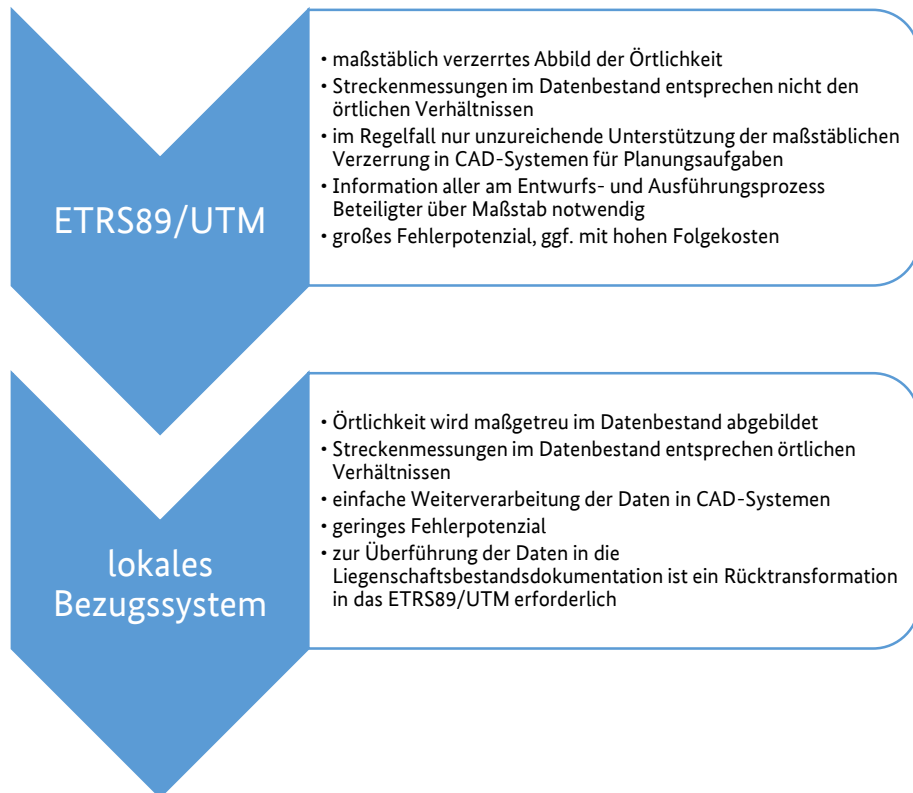 ETRS89/UTM
• maßstäblich verzerrtes Abbild der Örtlichkeit
• Streckenmessungen im Datenbestand entsprechen nicht den
örtlichen Verhältnissen
• im Regelfall nur unzureichende Unterstützung der maßstäblichen
Verzerrung in CAD-Systemen für Planungsaufgaben
• Information aller am Entwurfs- und Ausführungsprozess
Beteiligter über Maßstab notwendig
• großes Fehlerpotenzial, ggf. mit hohen Folgekosten
lokales
Bezugssystem
• Örtlichkeit wird maßgetreu im Datenbestand abgebildet
• Streckenmessungen im Datenbestand entsprechen örtlichen
Verhältnissen
• einfache Weiterverarbeitung der Daten in CAD-Systemen
• geringes Fehlerpotenzial
• zur Überführung der Daten in die
Liegenschaftsbestandsdokumentation ist ein Rücktransformation
in das ETRS89/UTM erforderlich